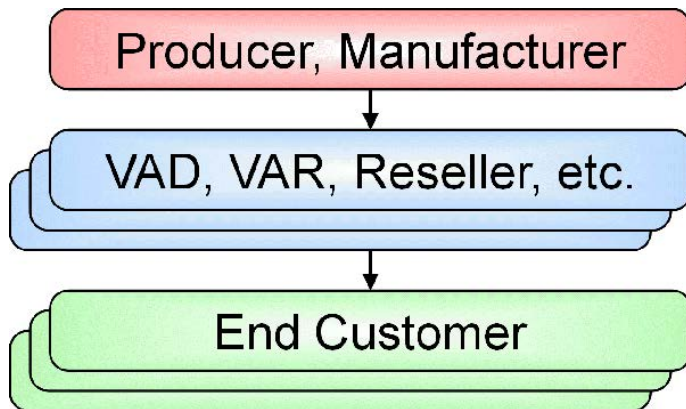 Producer, Manufacturer
VAD, VAR, Reseller, etc.
End Customer